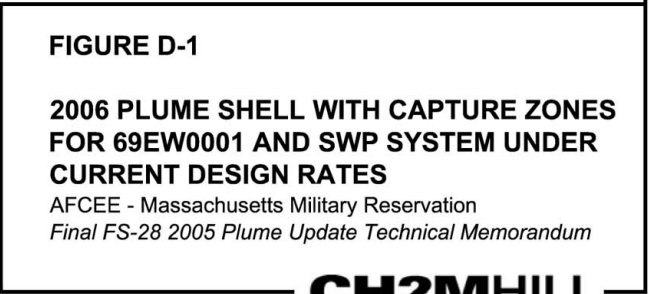 FIGURE D-1
2006 PLUME SHELL WITH CAPTURE ZONES
FOR 69EW0001 AND SWP SYSTEM UNDER
CURRENT DESIGN RATES
AFCEE - Massachusetts Military Reservation
Final FS-28 2005 Plume Update Technical Memorandum
CH2MHILL